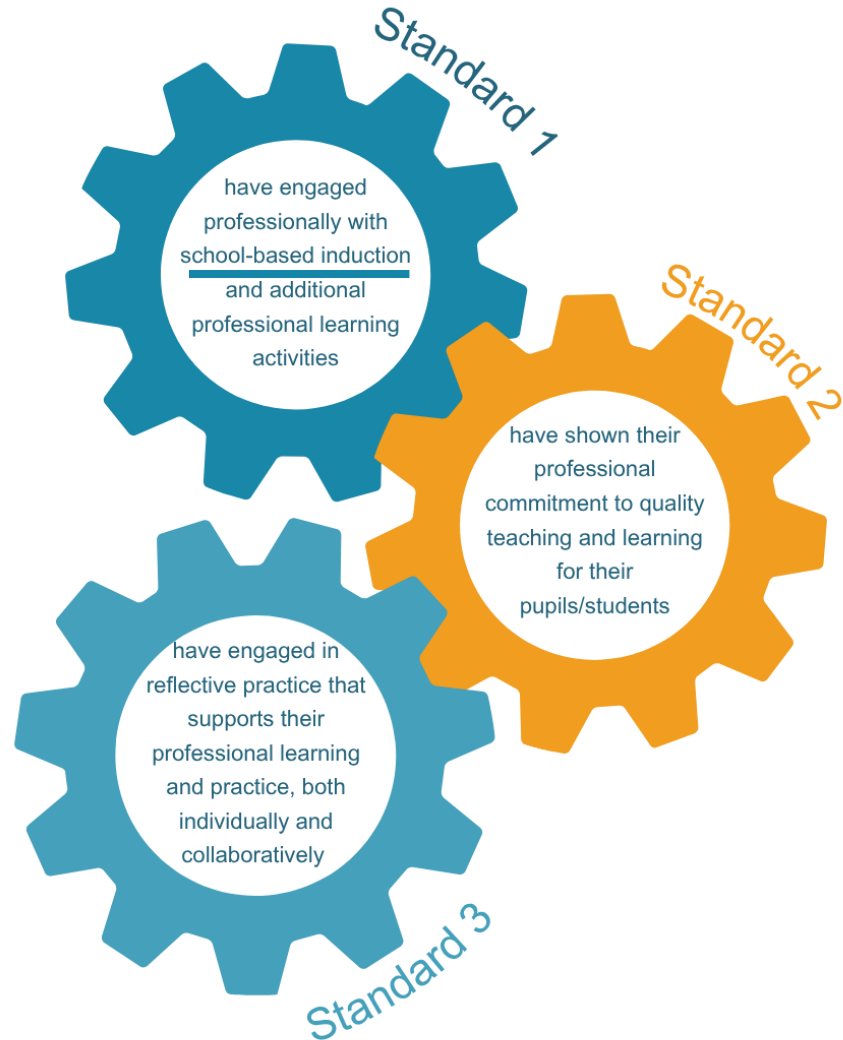 Standard 1
have engaged
professionally with
school-based induction
and additional
professional learning
activities
Standard 2
have shown their
professional
commitment to quality
teaching and learning
for their
pupils/students
have engaged in
reflective practice that
supports their
professional learning
and practice, both
individually and
collaboratively
Standard 3